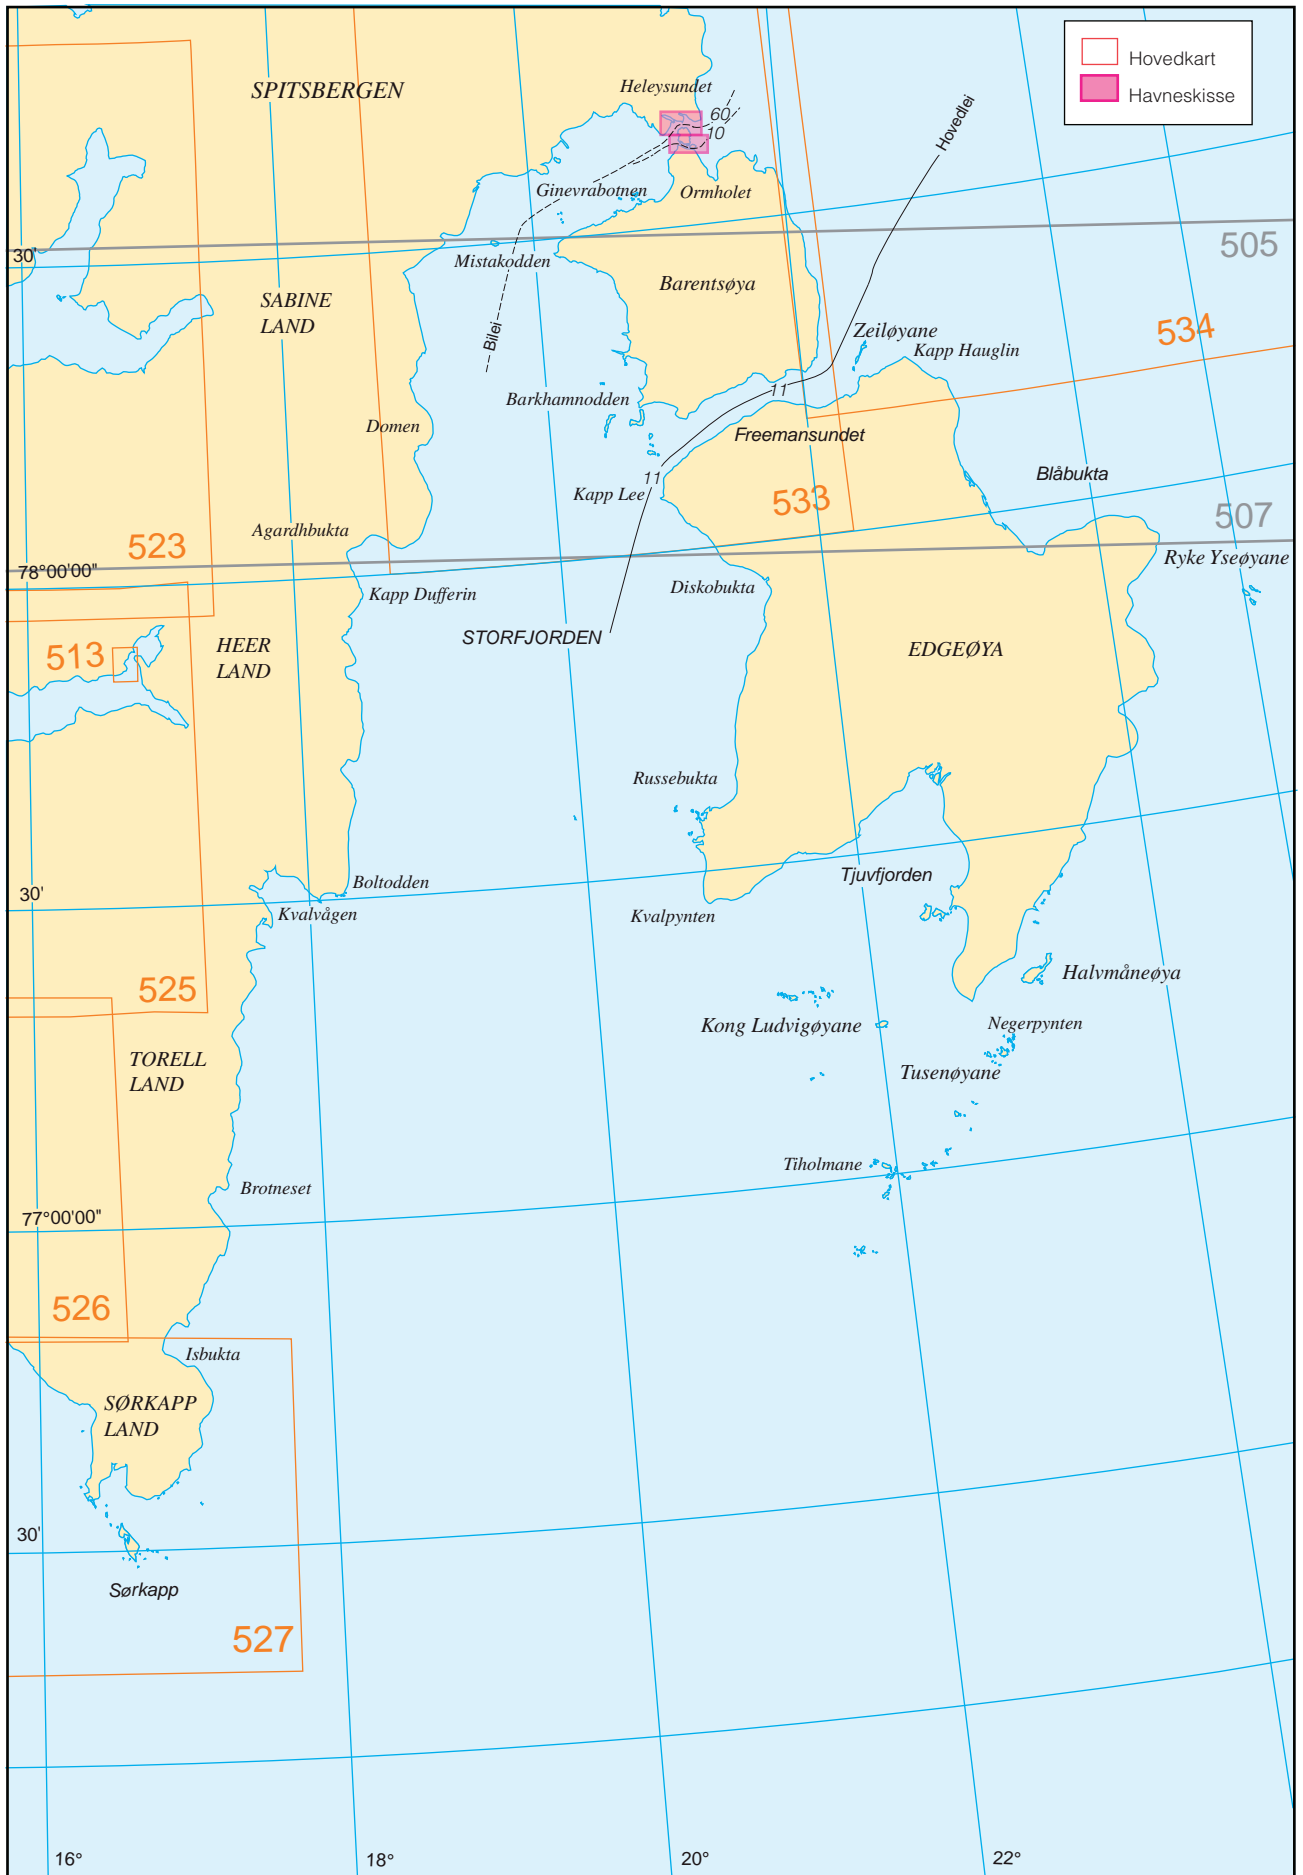 Hovedkart
Havneskisse
SPITSBERGEN
Heleysundet
60
10
Hovedlei
Ginevrabotnen
Ormholet
505
30'
Mistakodden
Barentsøya
SABINE
LAND
534
Zeiløyane
Bilei
Kapp Hauglin
11
Barkhamnodden
Domen
Freemansundet
Blåbukta
11
Kapp Lee
533
507
Agardhbukta
523
Ryke Yseøyane
78°00'00"
Kapp Dufferin
Diskobukta
STORFJORDEN
HEER
LAND
EDGEØYA
513
Russebukta
Tjuvfjorden
Boltodden
30'
Kvalvågen
Kvalpynten
Halvmåneøya
525
Kong Ludvigøyane
Negerpynten
TORELL
LAND
Tusenøyane
Tiholmane
Brotneset
77°00'00"
526
Isbukta
SØRKAPP
LAND
30'
Sørkapp
527
16°
18°
20°
22°